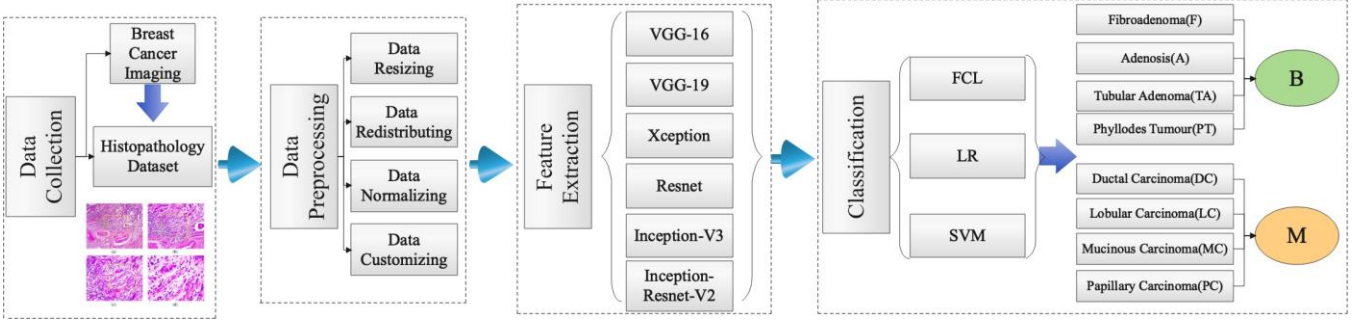 Data
Collection
Breast
Cancer
Imaging
Histopathology
Dataset
Data
Preprocessing
Data
Resizing
Data
Redistributing
Data
Normalizing
Data
Customizing
Feature
Extraction
VGG-16
VGG-19
Xception
Resnet
Inception-V3
Inception-
Resnet-V2
Classification
FCL
LR
SVM
Fibroadenoma(F)
Adenosis(A)
Tubular Adenoma(TA)
Phyllodes Tumour(PT)
B
Ductal Carcinoma(DC)
Lobular Carcinoma(LC)
Mucinous Carcinoma(MC)
Papillary Carcinoma(PC)
M